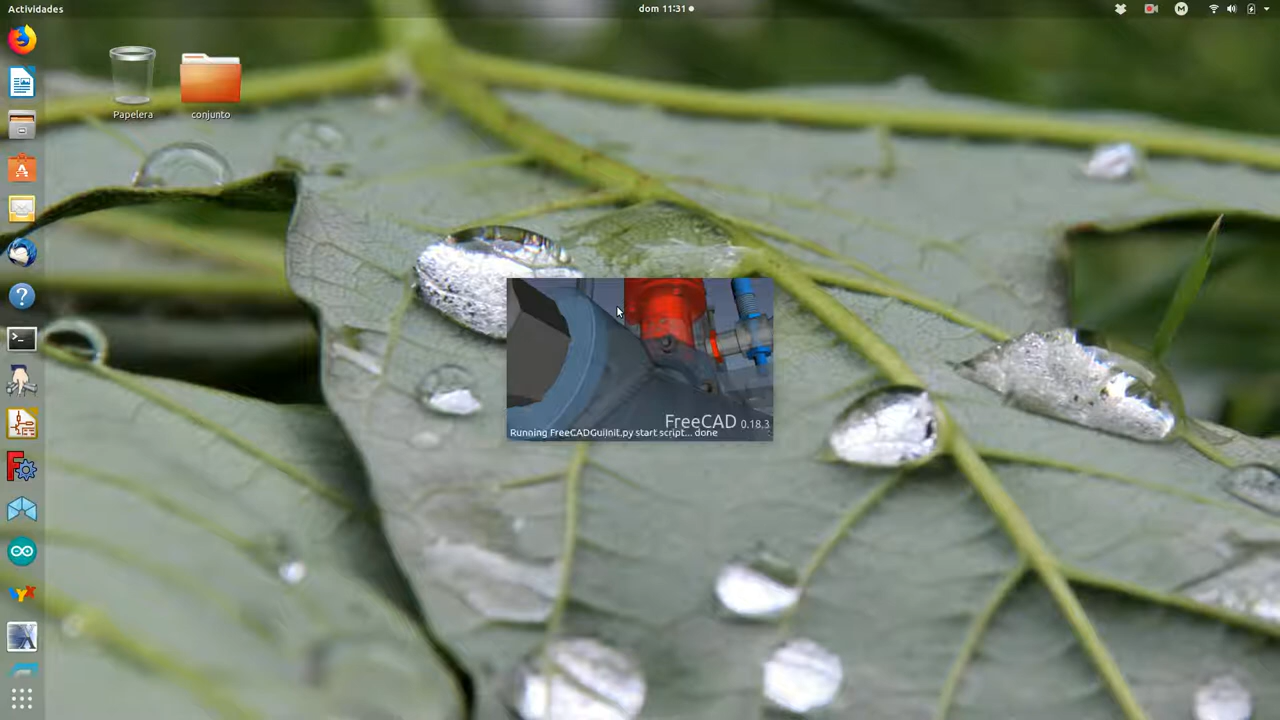 Actividades
dom 11:31
Papelera
conjunto
FreeCAD 0.18.3
Running FreeCADGuiInit.py start script... done